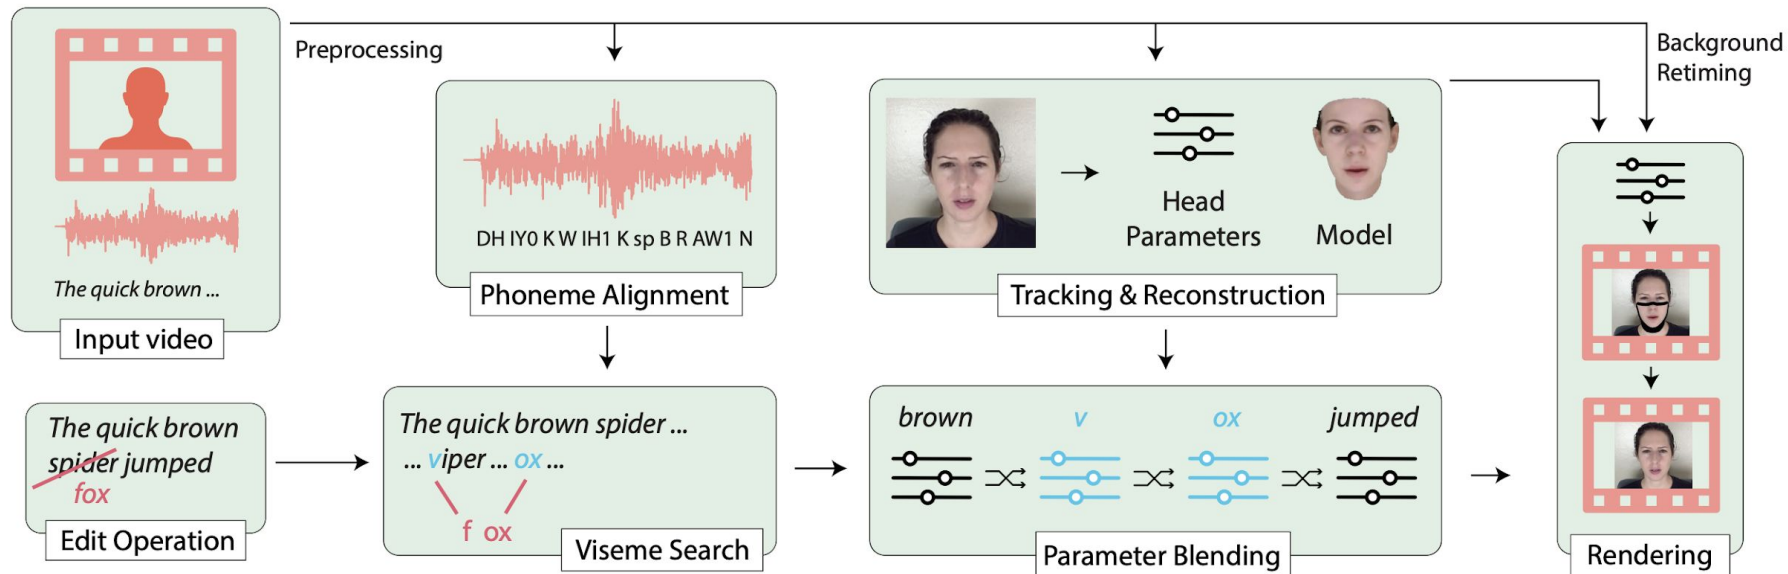 Preprocessing
Background
Retiming
The quick brown ...
Input video
DH IY0 K W IH1 K sp B R AW1 N
Phoneme Alignment
Head
Parameters
Model
Tracking & Reconstruction
The quick brown
spider jumped
fox
Edit Operation
The quick brown spider ...
... viper ... ox ...
f ox
Viseme Search
brown v ox jumped
Parameter Blending
Rendering